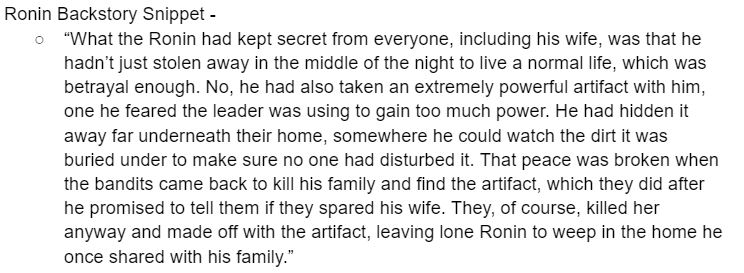 Ronin Backstory Snippet -
○ “What the Ronin had kept secret from everyone, including his wife, was that he
hadn’t just stolen away in the middle of the night to live a normal life, which was
betrayal enough. No, he had also taken an extremely powerful artifact with him,
one he feared the leader was using to gain too much power. He had hidden it
away far underneath their home, somewhere he could watch the dirt it was
buried under to make sure no one had disturbed it. That peace was broken when
the bandits came back to kill his family and find the artifact, which they did after
he promised to tell them if they spared his wife. They, of course, killed her
anyway and made off with the artifact, leaving lone Ronin to weep in the home he
once shared with his family.”